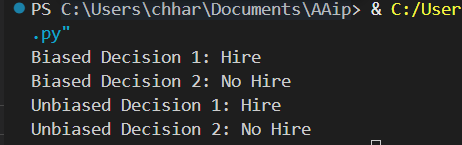 PS C:\Users\chhar\Documents\AAip> & C:/User
.py"
Biased Decision 1: Hire
Biased Decision 2: No Hire
Unbiased Decision 1: Hire
Unbiased Decision 2: No Hire